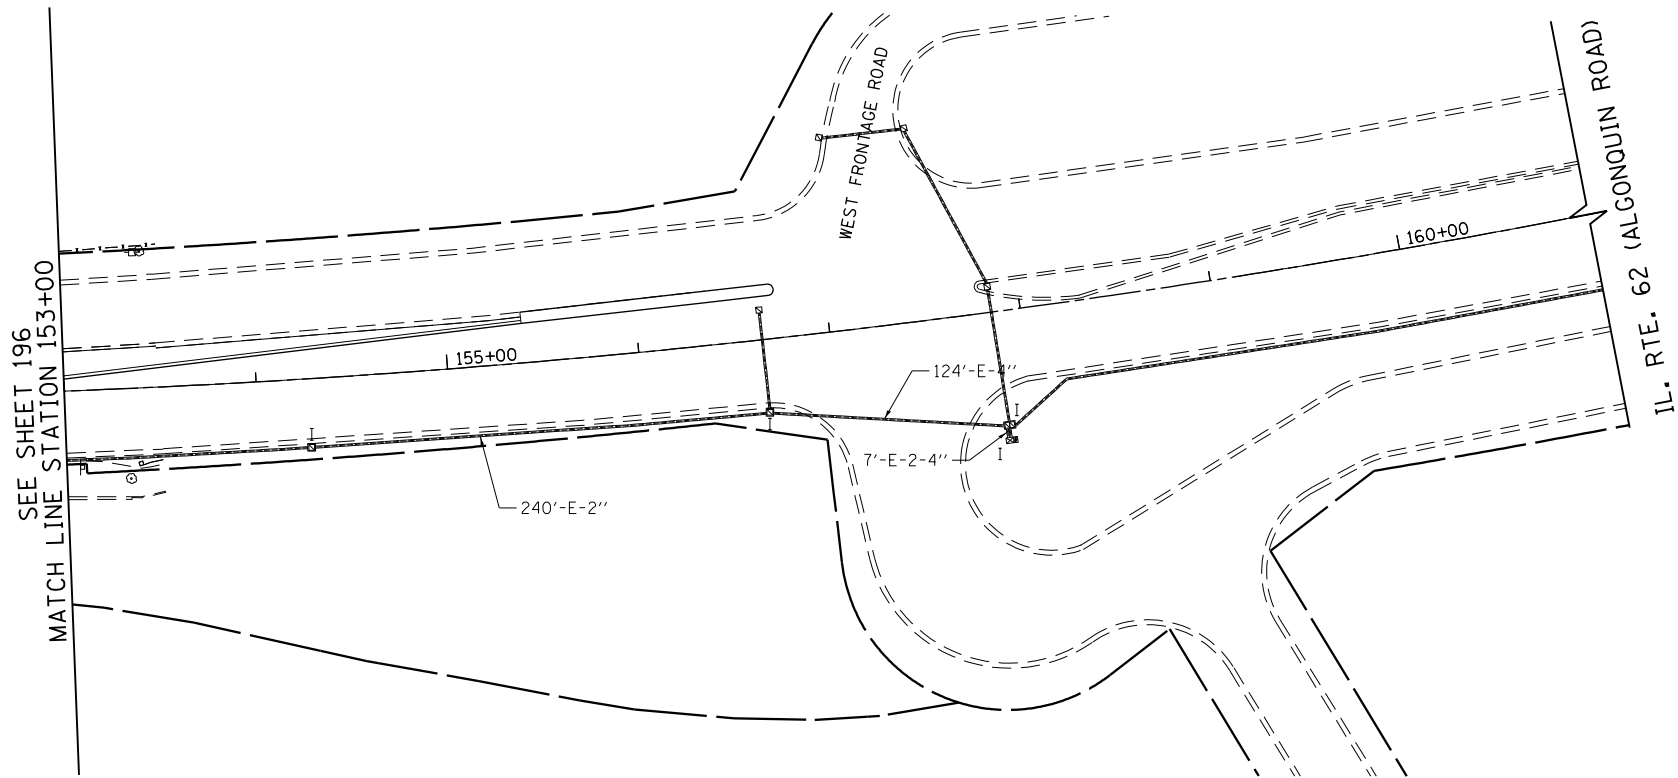 SEE SHEET 196
MATCH LINE STATION 153+00
WEST FRONTAGE ROAD
160+00
IL. RTE. 62 (ALGONQUIN ROAD)
155+00
124'-E-4''
I
I
I
I
7'-E-2-4''
240'-E-2''